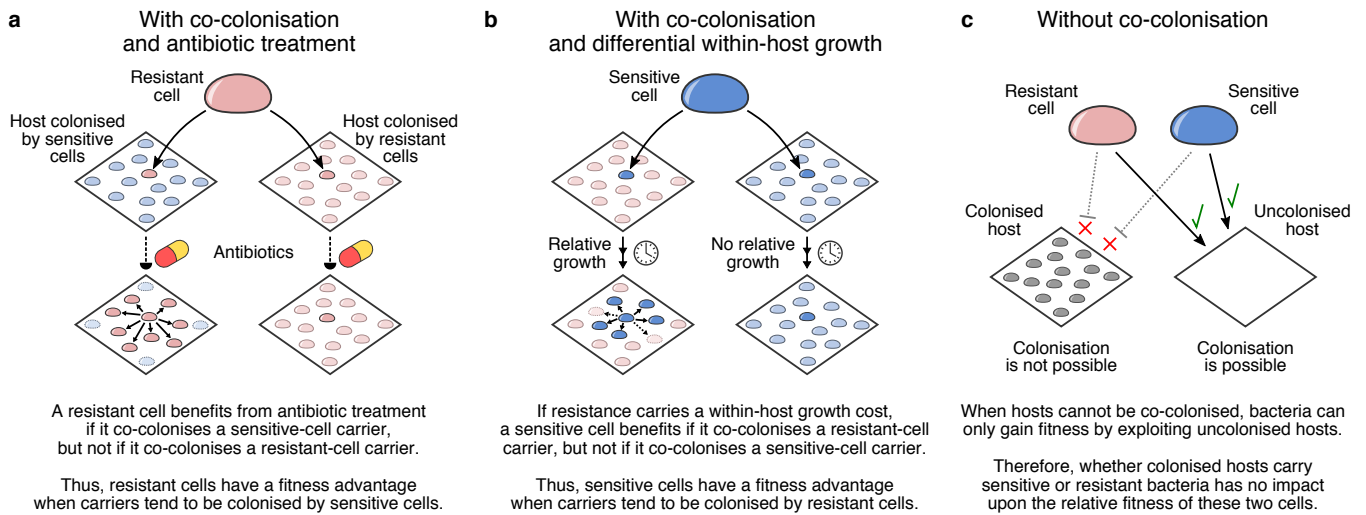 a
With co-colonisation
and antibiotic treatment
Resistant
cell
Host colonised
by sensitive
cells
Host colonised
by resistant
cells
Antibiotics
A resistant cell benefits from antibiotic treatment
if it co-colonises a sensitive-cell carrier,
but not if it co-colonises a resistant-cell carrier.
Thus, resistant cells have a fitness advantage
when carriers tend to be colonised by sensitive cells.
b
With co-colonisation
and differential within-host growth
Sensitive
cell
Relative
growth
No relative
growth
If resistance carries a within-host growth cost,
a sensitive cell benefits if it co-colonises a resistant-cell
carrier, but not if it co-colonises a sensitive-cell carrier.
Thus, sensitive cells have a fitness advantage
when carriers tend to be colonised by resistant cells.
c
Without co-colonisation
Resistant
cell
Sensitive
cell
Colonised
host
Uncolonised
host
Colonisation
is not possible
Colonisation
is possible
When hosts cannot be co-colonised, bacteria can
only gain fitness by exploiting uncolonised hosts.
Therefore, whether colonised hosts carry
sensitive or resistant bacteria has no impact
upon the relative fitness of these two cells.